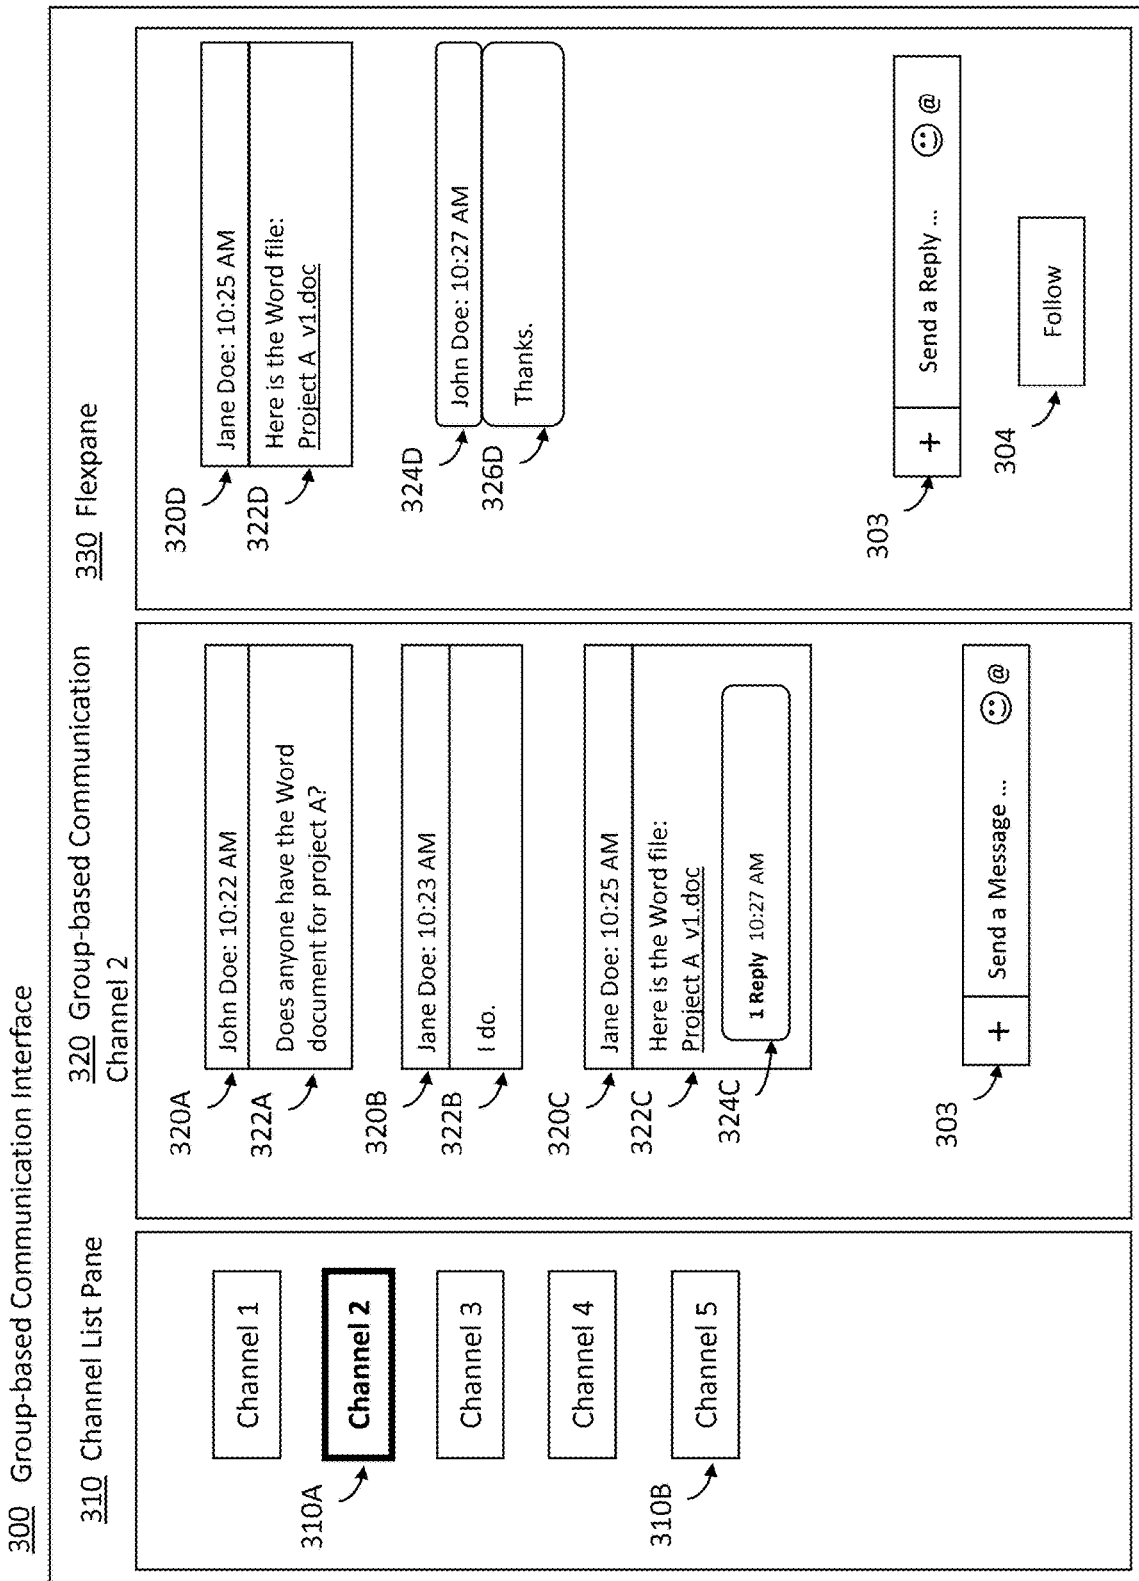 300 Group-based Communication Interface
310 Channel List Pane
Channel 1
310A
Channel 2
Channel 3
Channel 4
310B
Channel 5
320 Group-based Communication
Channel 2
320A
John Doe: 10:22 AM
322A
Does anyone have the Word
document for project A?
320B
Jane Doe: 10:23 AM
322B
I do.
320C
Jane Doe: 10:25 AM
322C
Here is the Word file:
Project A v1.doc
324C
1 Reply 10:27 AM
303
+ Send a Message ... @
330 Flexpane
320D
Jane Doe: 10:25 AM
322D
Here is the Word file:
Project A v1.doc
324D
John Doe: 10:27 AM
326D
Thanks.
303
+ Send a Reply ... @
304
Follow